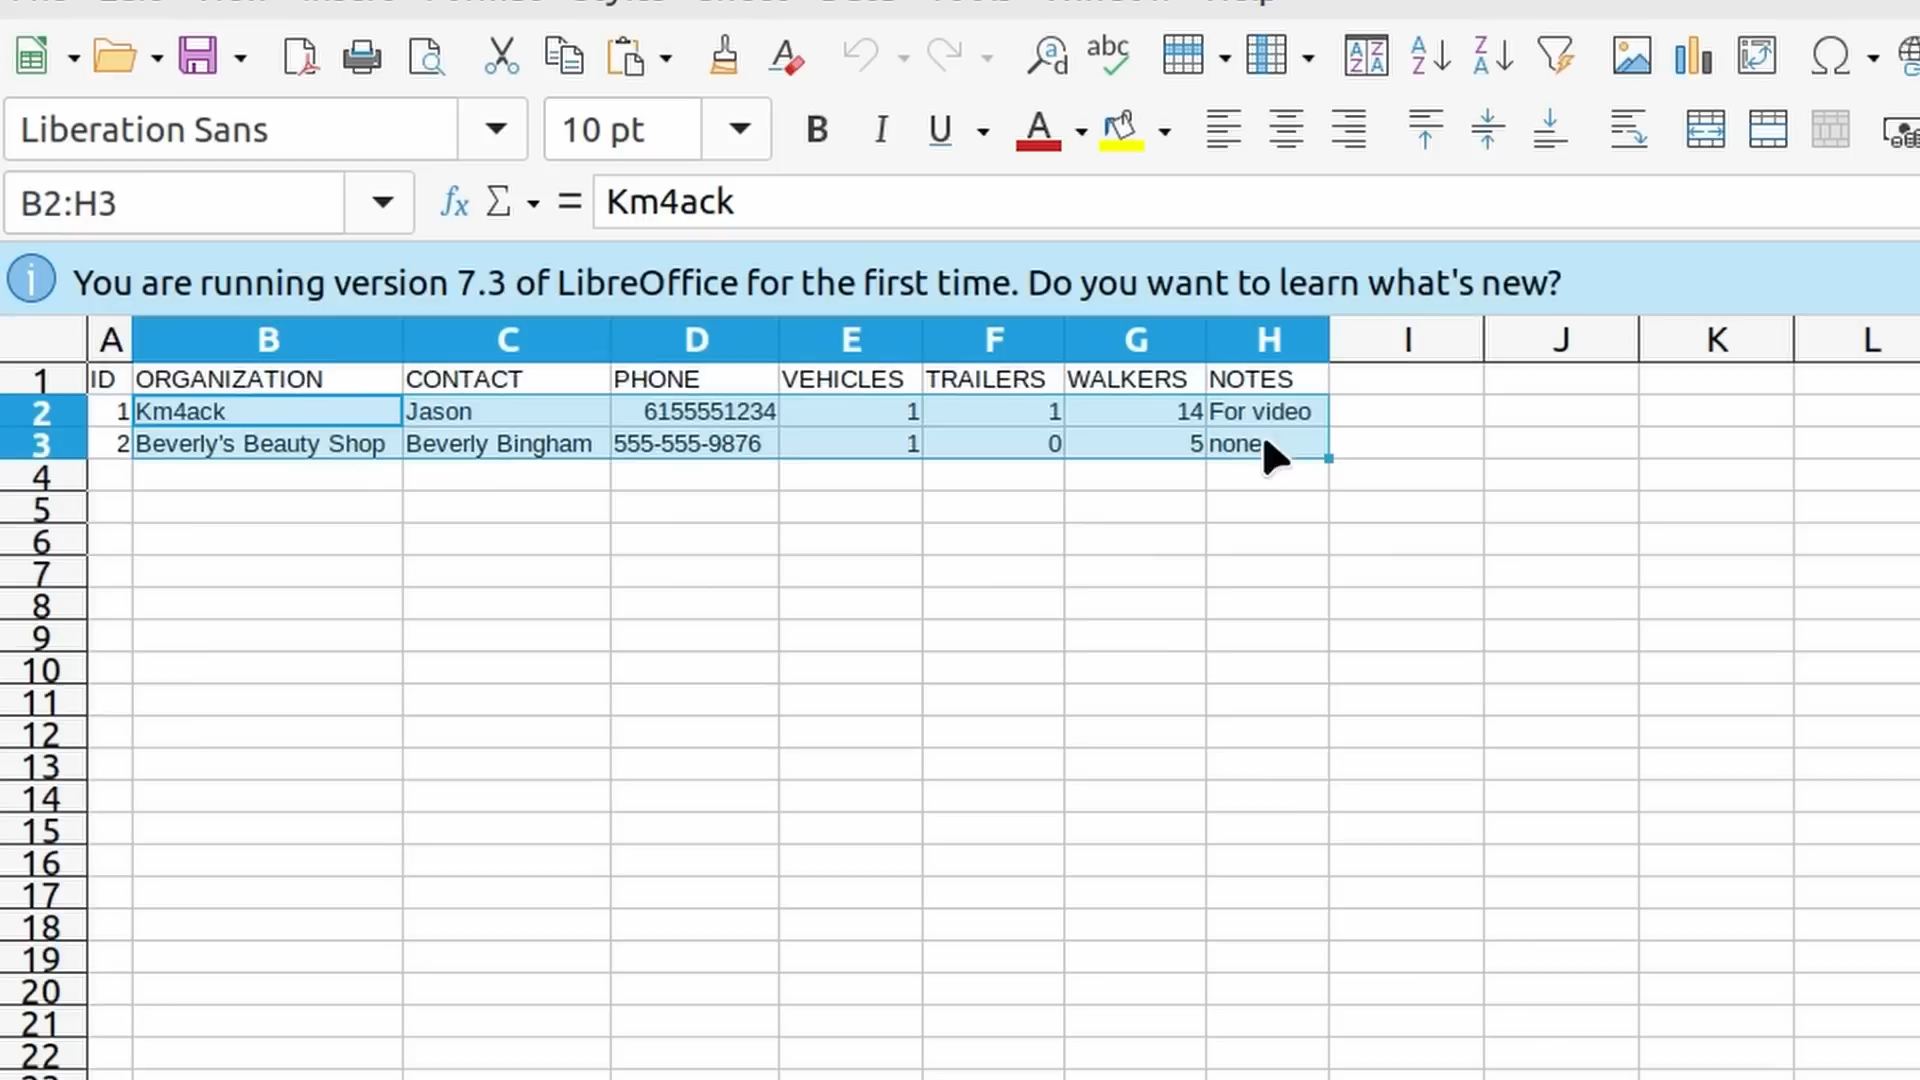 Liberation Sans 10 pt B I U A
B2:H3 fx Σ = Km4ack
You are running version 7.3 of LibreOffice for the first time. Do you want to learn what's new?
A B C D E F G H I J K L
1 ID ORGANIZATION CONTACT PHONE VEHICLES TRAILERS WALKERS NOTES
2 1 Km4ack Jason 6155551234 1 1 14 For video
3 2 Beverly's Beauty Shop Beverly Bingham 555-555-9876 1 0 5 none
4
5
6
7
8
9
10
11
12
13
14
15
16
17
18
19
20
21
22